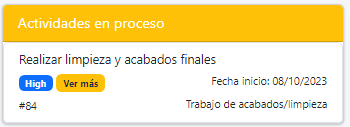 Actividades en proceso
Realizar limpieza y acabados finales
High Ver más Fecha inicio: 08/10/2023
#84 Trabajo de acabados/limpieza